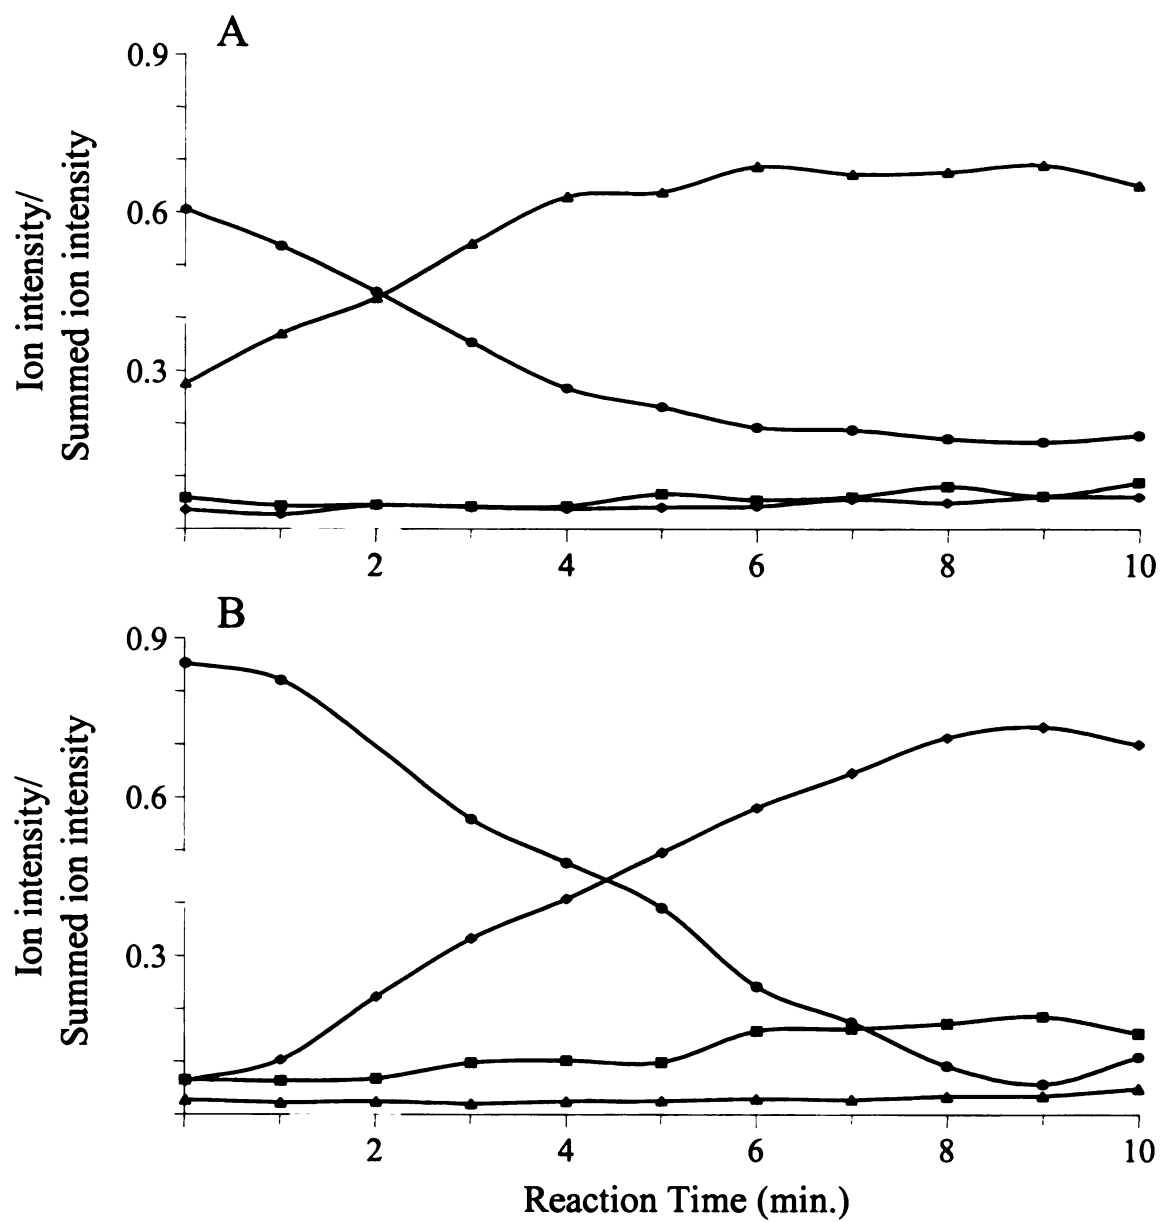 A
0.9
0.6
0.3
Ion intensity/
Summed ion intensity
2 4 6 8 10
B
0.9
0.6
0.3
Ion intensity/
Summed ion intensity
2 4 6 8 10
Reaction Time (min.)